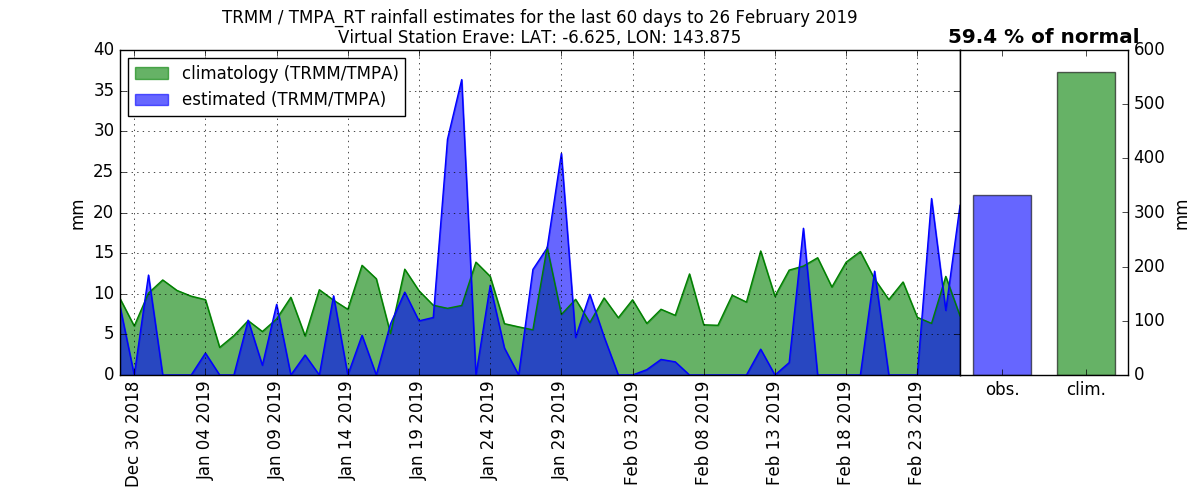 TRMM / TMPA_RT rainfall estimates for the last 60 days to 26 February 2019
Virtual Station Erave: LAT: -6.625, LON: 143.875
59.4 % of normal
climatology (TRMM/TMPA)
estimated (TRMM/TMPA)
mm
40
35
30
25
20
15
10
5
0
Dec 30 2018
Jan 04 2019
Jan 09 2019
Jan 14 2019
Jan 19 2019
Jan 24 2019
Jan 29 2019
Feb 03 2019
Feb 08 2019
Feb 13 2019
Feb 18 2019
Feb 23 2019
obs.
clim.
600
500
400
300
200
100
0
mm